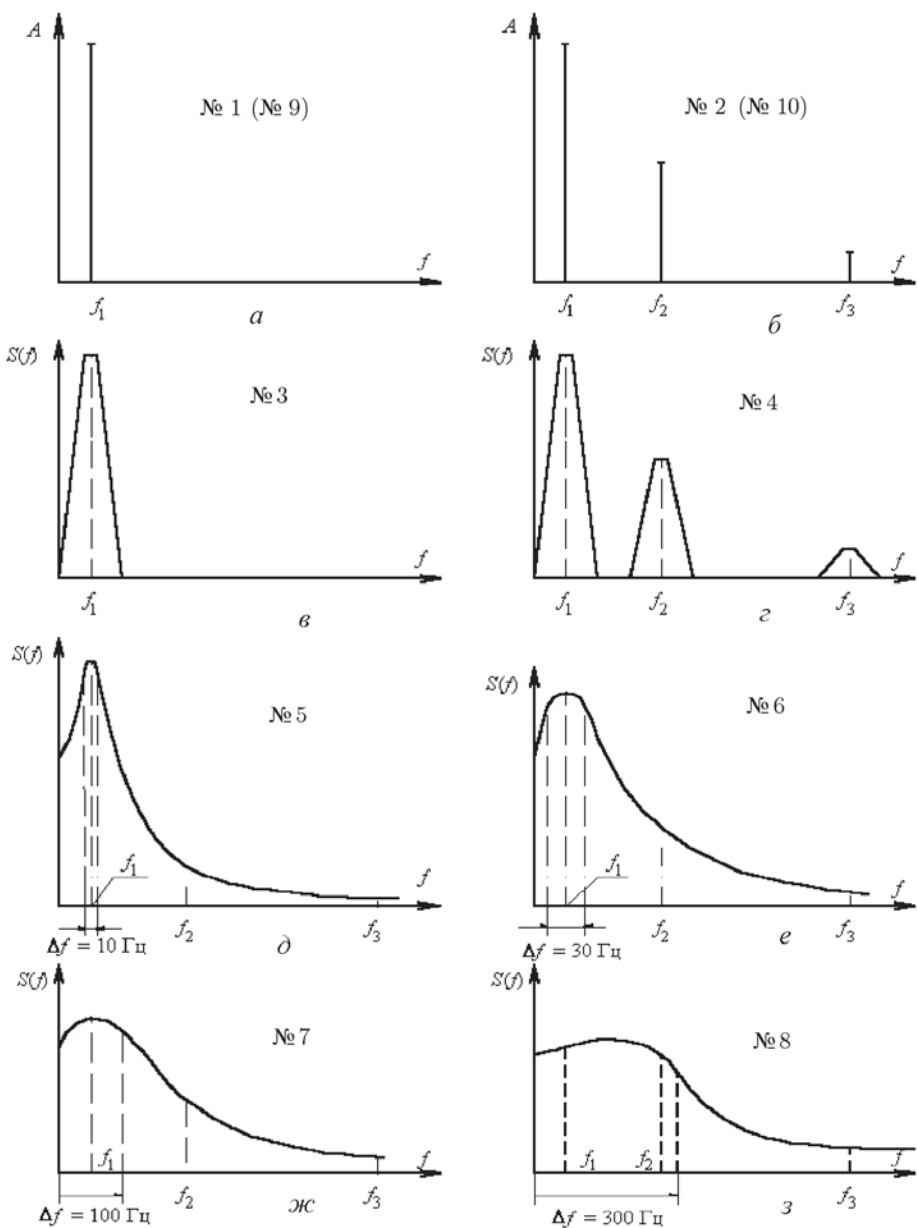 A
№ 1 (№ 9)
f
f₁
а
A
№ 2 (№ 10)
f
f₁
f₂
f₃
б
S(f)
№ 3
f
f₁
в
S(f)
№ 4
f
f₁
f₂
f₃
г
S(f)
№ 5
f₁
f
f₂
f₃
Δf = 10 Гц
д
S(f)
№ 6
f₁
f
f₂
f₃
Δf = 30 Гц
е
S(f)
№ 7
f₁
f
f₂
f₃
Δf = 100 Гц
ж
S(f)
№ 8
f₁
f₂
f
f₃
Δf = 300 Гц
з